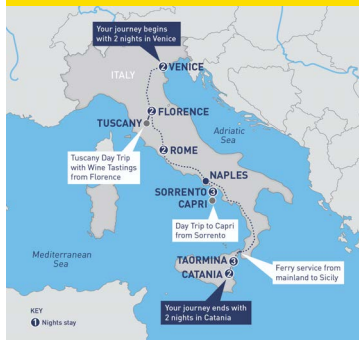 Your journey begins
with 2 nights in Venice
2 VENICE
ITALY
2 FLORENCE
TUSCANY
Adriatic
Sea
Tuscany Day Trip
with Wine Tastings
from Florence
2 ROME
NAPLES
SORRENTO 3
CAPRI
Day Trip to Capri
from Sorrento
Mediterranean
Sea
TAORMINA 3
CATANIA 2
Ferry service from
mainland to Sicily
Your journey ends with
2 nights in Catania
KEY
1 Nights stay